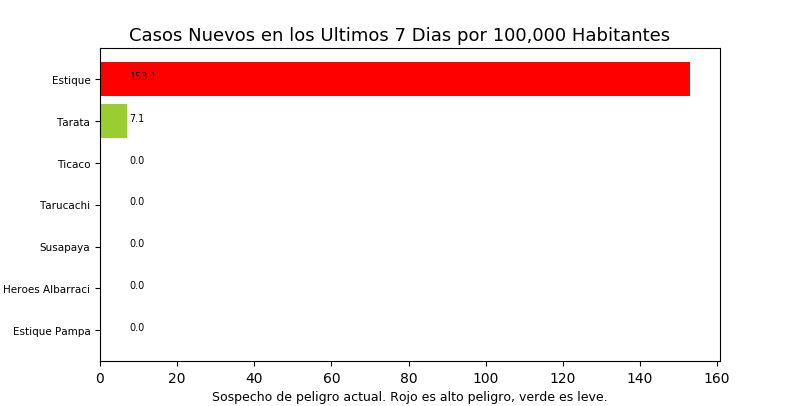 Casos Nuevos en los Ultimos 7 Dias por 100,000 Habitantes
Estique 153.1
Tarata 7.1
Ticaco 0.0
Tarucachi 0.0
Susapaya 0.0
Heroes Albarraci 0.0
Estique Pampa 0.0
0 20 40 60 80 100 120 140 160
Sospecho de peligro actual. Rojo es alto peligro, verde es leve.